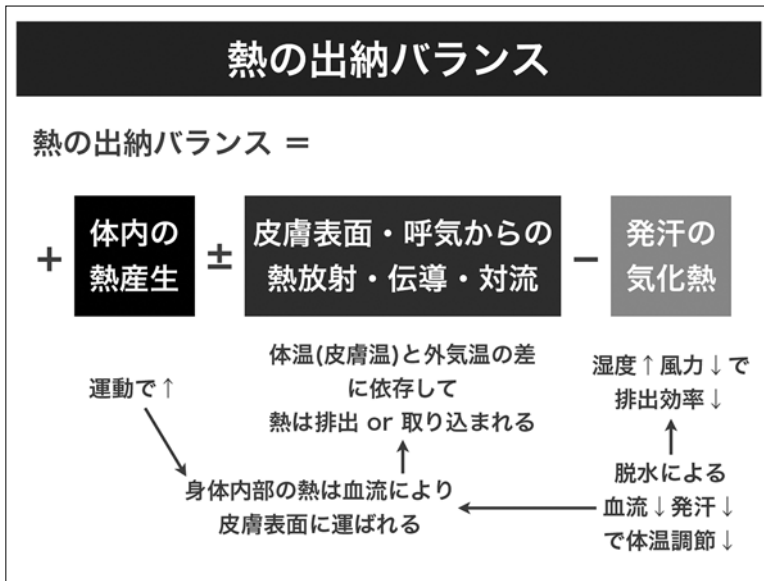 熱の出納バランス
熱の出納バランス ＝
＋
体内の
熱産生
±
皮膚表面・呼気からの
熱放射・伝導・対流
−
発汗の
気化熱
運動で↑
体温(皮膚温)と外気温の差
に依存して
熱は排出 or 取り込まれる
湿度↑風力↓で
排出効率↓
身体内部の熱は血流により
皮膚表面に運ばれる
脱水による
血流↓発汗↓
で体温調節↓